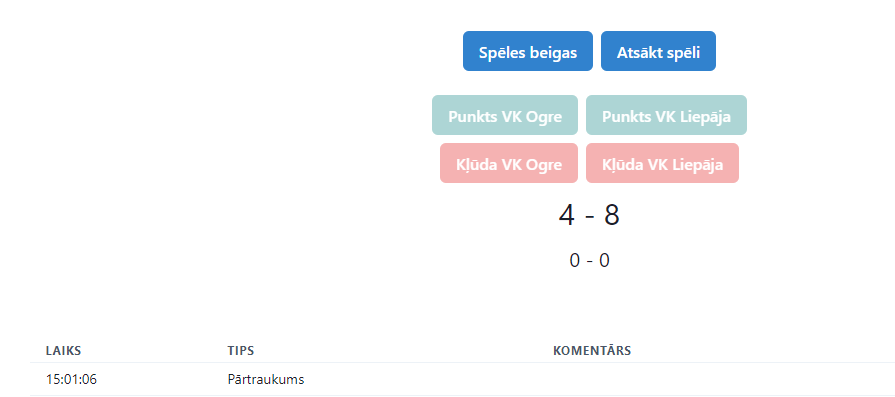 Spēles beigas Atsākt spēli
Punkts VK Ogre Punkts VK Liepāja
Kļūda VK Ogre Kļūda VK Liepāja
4 - 8
0 - 0
LAIKS TIPS KOMENTĀRS
15:01:06 Pārtraukums